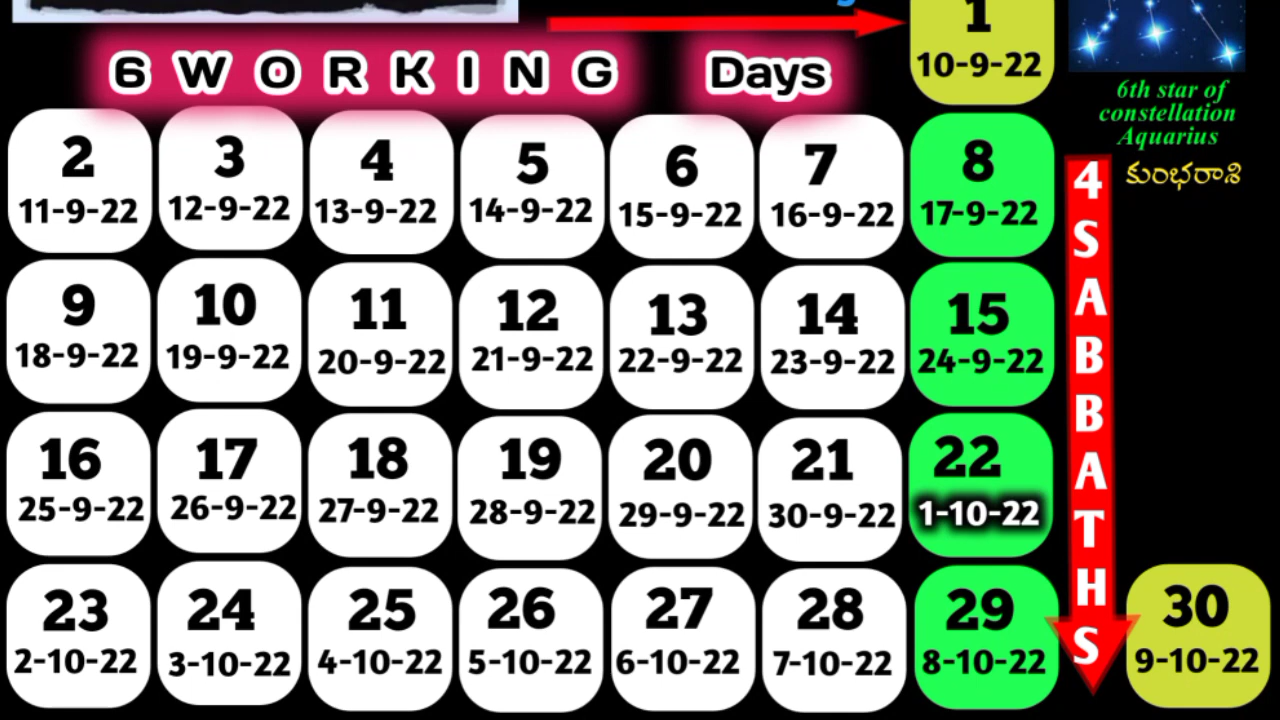 1
10-9-22
6 WORKING Days
6th star of
constellation
Aquarius
కుంభరాశి
2 3 4 5 6 7 8
11-9-22 12-9-22 13-9-22 14-9-22 15-9-22 16-9-22 17-9-22
9 10 11 12 13 14 15
18-9-22 19-9-22 20-9-22 21-9-22 22-9-22 23-9-22 24-9-22
16 17 18 19 20 21 22
25-9-22 26-9-22 27-9-22 28-9-22 29-9-22 30-9-22 1-10-22
23 24 25 26 27 28 29 30
2-10-22 3-10-22 4-10-22 5-10-22 6-10-22 7-10-22 8-10-22 9-10-22
4 SABBATHS